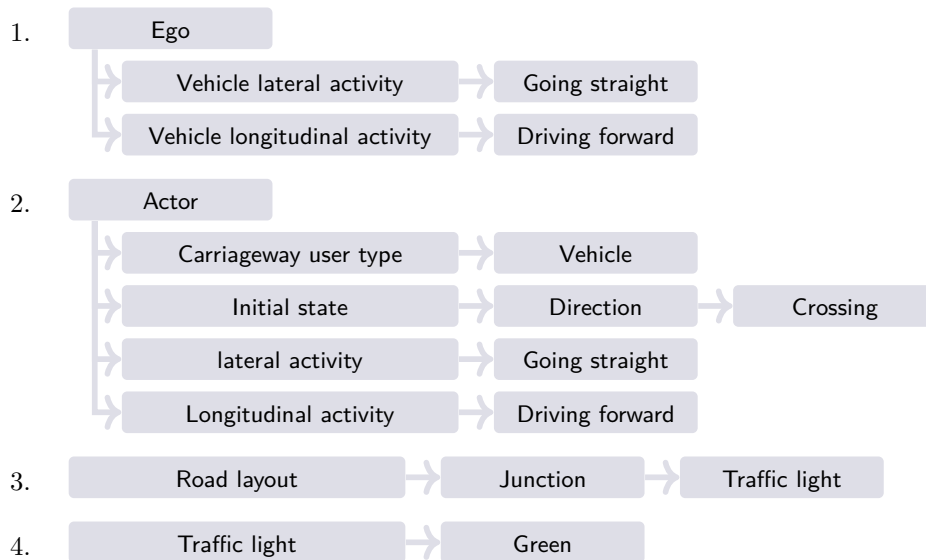 1. Ego
Vehicle lateral activity Going straight
Vehicle longitudinal activity Driving forward
2. Actor
Carriageway user type Vehicle
Initial state Direction Crossing
lateral activity Going straight
Longitudinal activity Driving forward
3. Road layout Junction Traffic light
4. Traffic light Green